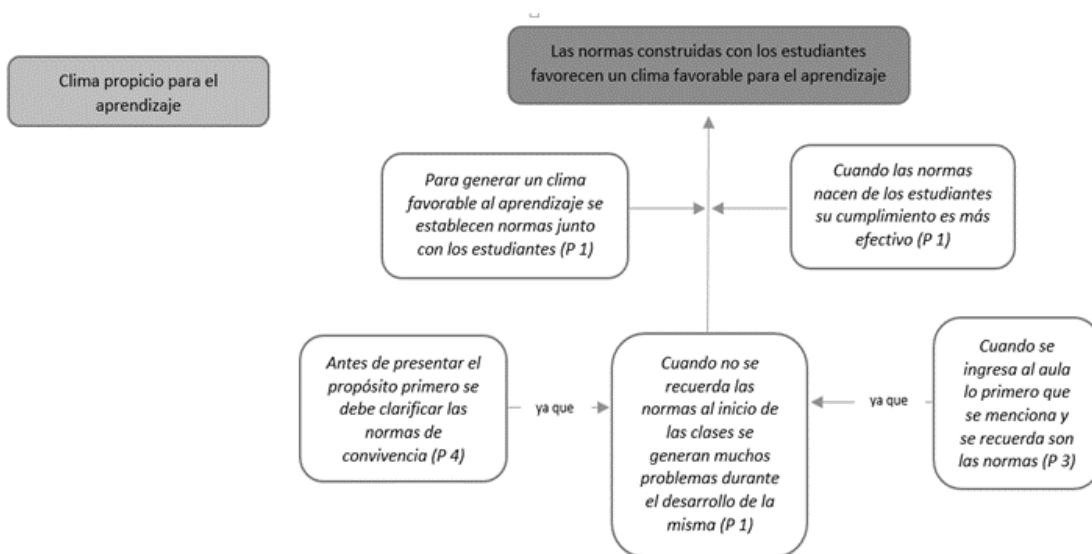 Las normas construidas con los estudiantes
favorecen un clima favorable para el aprendizaje
Clima propicio para el
aprendizaje
Para generar un clima
favorable al aprendizaje se
establecen normas junto
con los estudiantes (P 1)
Cuando las normas
nacen de los estudiantes
su cumplimiento es más
efectivo (P 1)
Antes de presentar el
propósito primero se
debe clarificar las
normas de
convivencia (P 4)
ya que
Cuando no se
recuerda las
normas al inicio de
las clases se
generan muchos
problemas durante
el desarrollo de la
misma (P 1)
ya que
Cuando se
ingresa al aula
lo primero que
se menciona y
se recuerda son
las normas (P 3)